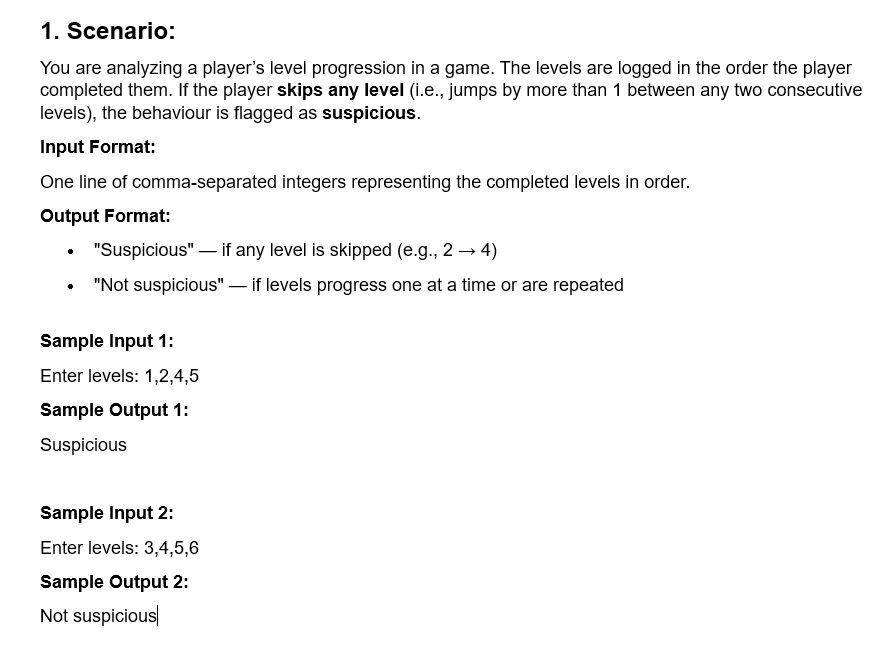 1. Scenario:
You are analyzing a player’s level progression in a game. The levels are logged in the order the player
completed them. If the player skips any level (i.e., jumps by more than 1 between any two consecutive
levels), the behaviour is flagged as suspicious.
Input Format:
One line of comma-separated integers representing the completed levels in order.
Output Format:
• "Suspicious" — if any level is skipped (e.g., 2 → 4)
• "Not suspicious" — if levels progress one at a time or are repeated
Sample Input 1:
Enter levels: 1,2,4,5
Sample Output 1:
Suspicious
Sample Input 2:
Enter levels: 3,4,5,6
Sample Output 2:
Not suspicious